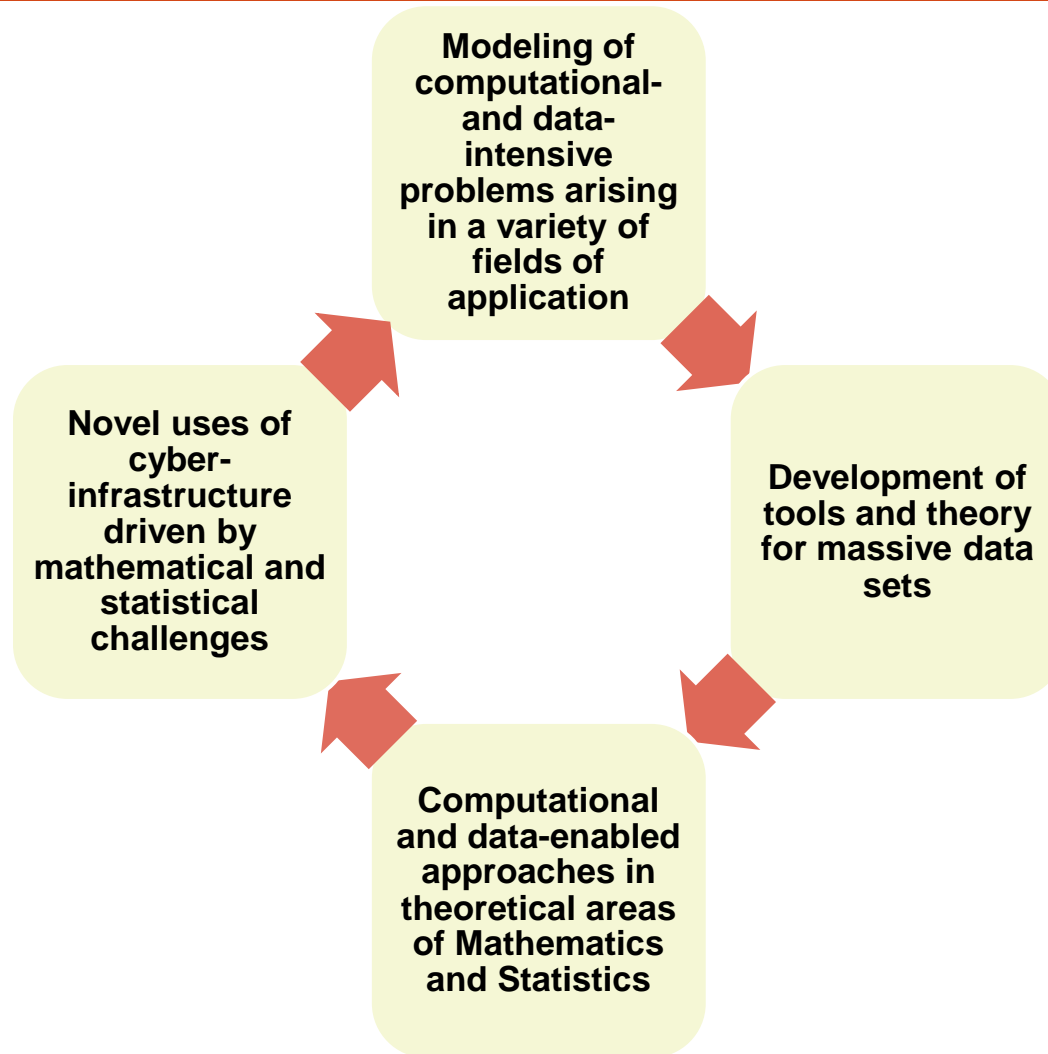 Modeling of
computational-
and data-
intensive
problems arising
in a variety of
fields of
application
Development of
tools and theory
for massive data
sets
Computational
and data-enabled
approaches in
theoretical areas
of Mathematics
and Statistics
Novel uses of
cyber-
infrastructure
driven by
mathematical and
statistical
challenges